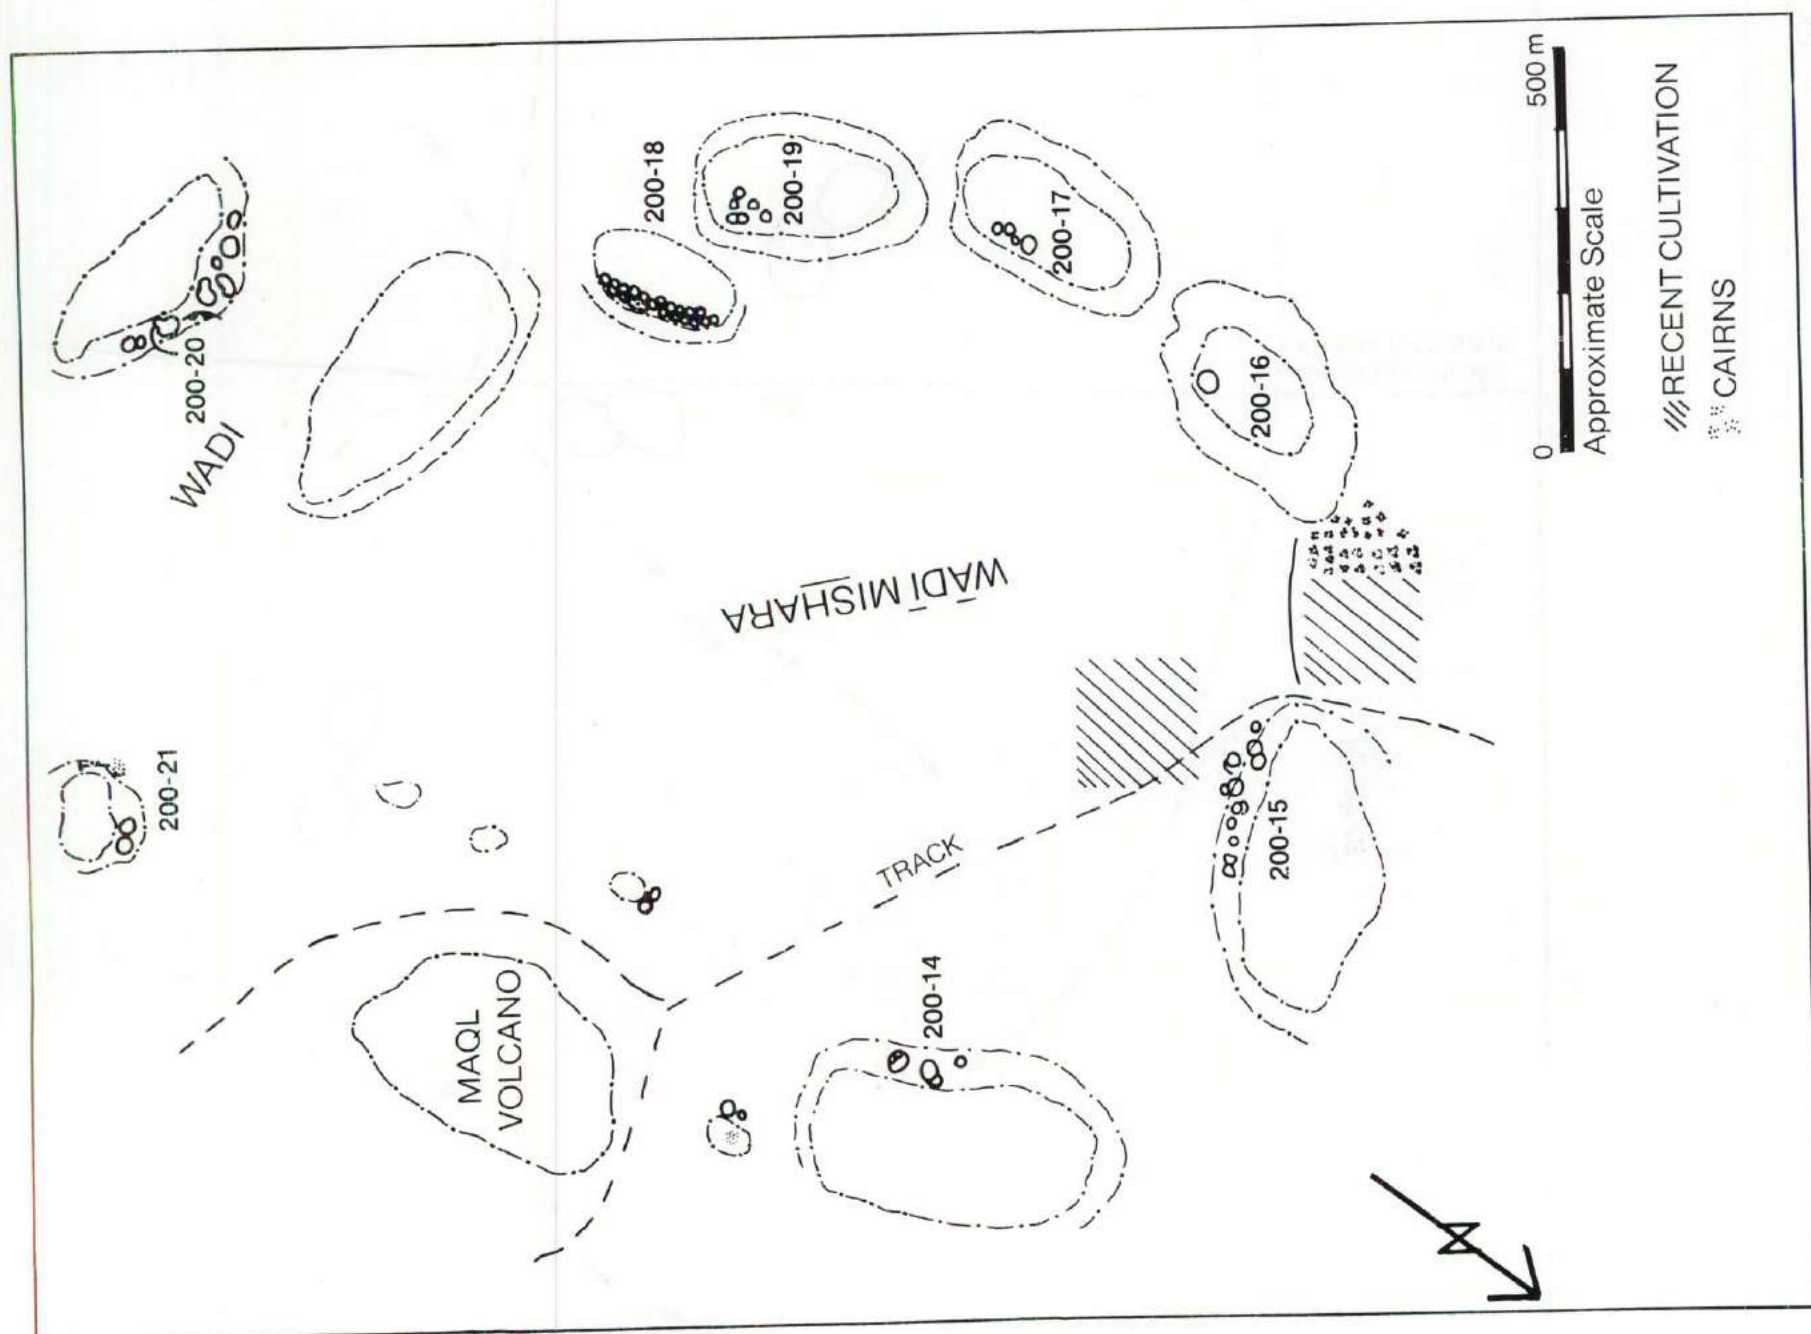 200-21
200-20
WADI
200-18
200-19
200-17
200-16
WĀDĪ MISHARA
TRACK
MAQL
VOLCANO
200-14
200-15
0
500 m
Approximate Scale
RECENT CULTIVATION
CAIRNS
N